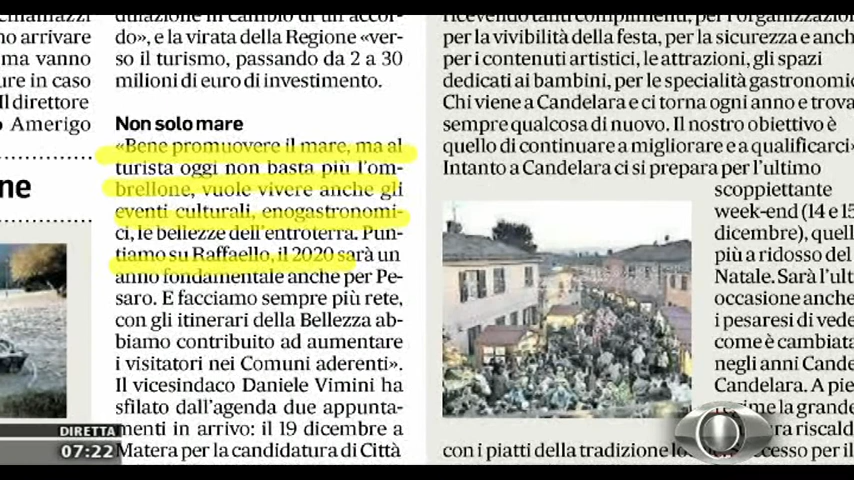 no arrivare
ma vanno
ure in caso
Il direttore
o Amerigo
ne
do», e la virata della Regione «ver-
so il turismo, passando da 2 a 30
milioni di euro di investimento.
Non solo mare
«Bene promuovere il mare, ma al
turista oggi non basta più l'om-
brellone, vuole vivere anche gli
eventi culturali, enogastronomi-
ci, le bellezze dell'entroterra. Pun-
tiamo su Raffaello, il 2020 sarà un
anno fondamentale anche per Pe-
saro. E facciamo sempre più rete,
con gli itinerari della Bellezza ab-
biamo contribuito ad aumentare
i visitatori nei Comuni aderenti».
Il vicesindaco Daniele Vimini ha
sfilato dall'agenda due appunta-
menti in arrivo: il 19 dicembre a
Matera per la candidatura di Città
ricevendo tanti complimenti, per l'organizzazion
per la vivibilità della festa, per la sicurezza e anch
per i contenuti artistici, le attrazioni, gli spazi
dedicati ai bambini, per le specialità gastronomic
Chi viene a Candelara e ci torna ogni anno e trova
sempre qualcosa di nuovo. Il nostro obiettivo è
quello di continuare a migliorare e a qualificarci»
Intanto a Candelara ci si prepara per l'ultimo
scoppiettante
week-end (14 e 15
dicembre), quell
più a ridosso del
Natale. Sarà l'ult
occasione anche
i pesaresi di vede
come è cambiata
negli anni Cande
Candelara. A pie
la grande
riscald
con i piatti della tradizione per il
DIRETTA
07:22